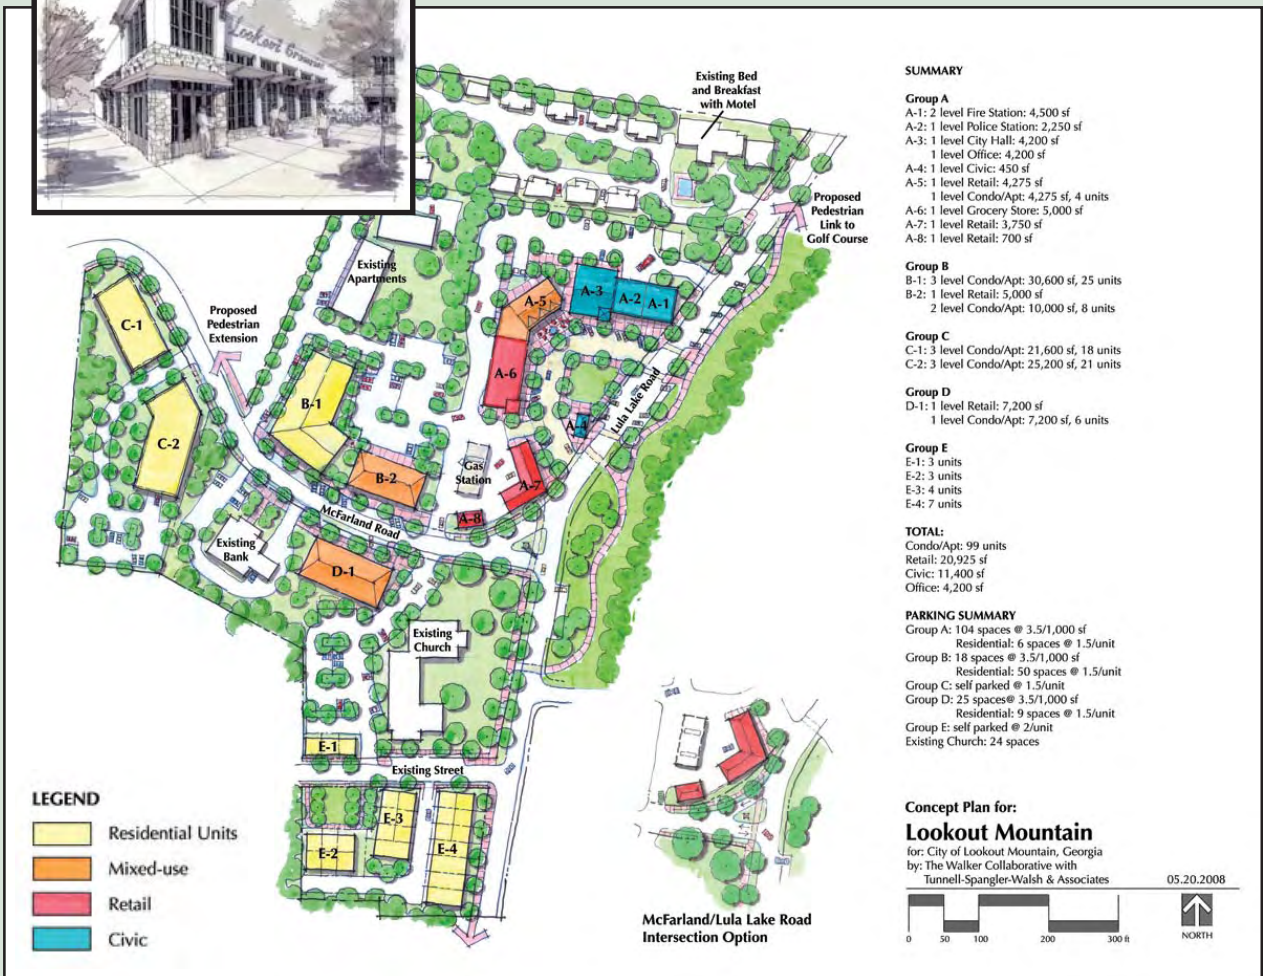 Lookout Grocery
Existing Bed
and Breakfast
with Motel
Proposed
Pedestrian
Link to
Golf Course
Existing
Apartments
Proposed
Pedestrian
Extension
C-1
C-2
B-1
B-2
A-5
A-3
A-2
A-1
A-6
A-4
Lula Lake Road
Gas
Station
A-7
A-8
McFarland Road
Existing
Bank
D-1
Existing
Church
E-1
Existing Street
E-3
E-2
E-4
LEGEND
Residential Units
Mixed-use
Retail
Civic
McFarland/Lula Lake Road
Intersection Option
SUMMARY
Group A
A-1: 2 level Fire Station: 4,500 sf
A-2: 1 level Police Station: 2,250 sf
A-3: 1 level City Hall: 4,200 sf
1 level Office: 4,200 sf
A-4: 1 level Civic: 450 sf
A-5: 1 level Retail: 4,275 sf
1 level Condo/Apt: 4,275 sf, 4 units
A-6: 1 level Grocery Store: 5,000 sf
A-7: 1 level Retail: 3,750 sf
A-8: 1 level Retail: 700 sf
Group B
B-1: 3 level Condo/Apt: 30,600 sf, 25 units
B-2: 1 level Retail: 5,000 sf
2 level Condo/Apt: 10,000 sf, 8 units
Group C
C-1: 3 level Condo/Apt: 21,600 sf, 18 units
C-2: 3 level Condo/Apt: 25,200 sf, 21 units
Group D
D-1: 1 level Retail: 7,200 sf
1 level Condo/Apt: 7,200 sf, 6 units
Group E
E-1: 3 units
E-2: 3 units
E-3: 4 units
E-4: 7 units
TOTAL:
Condo/Apt: 99 units
Retail: 20,925 sf
Civic: 11,400 sf
Office: 4,200 sf
PARKING SUMMARY
Group A: 104 spaces @ 3.5/1,000 sf
Residential: 6 spaces @ 1.5/unit
Group B: 18 spaces @ 3.5/1,000 sf
Residential: 50 spaces @ 1.5/unit
Group C: self parked @ 1.5/unit
Group D: 25 spaces@ 3.5/1,000 sf
Residential: 9 spaces @ 1.5/unit
Group E: self parked @ 2/unit
Existing Church: 24 spaces
Concept Plan for:
Lookout Mountain
for: City of Lookout Mountain, Georgia
by: The Walker Collaborative with
Tunnell-Spangler-Walsh & Associates
05.20.2008
0 50 100 200 300 ft
NORTH